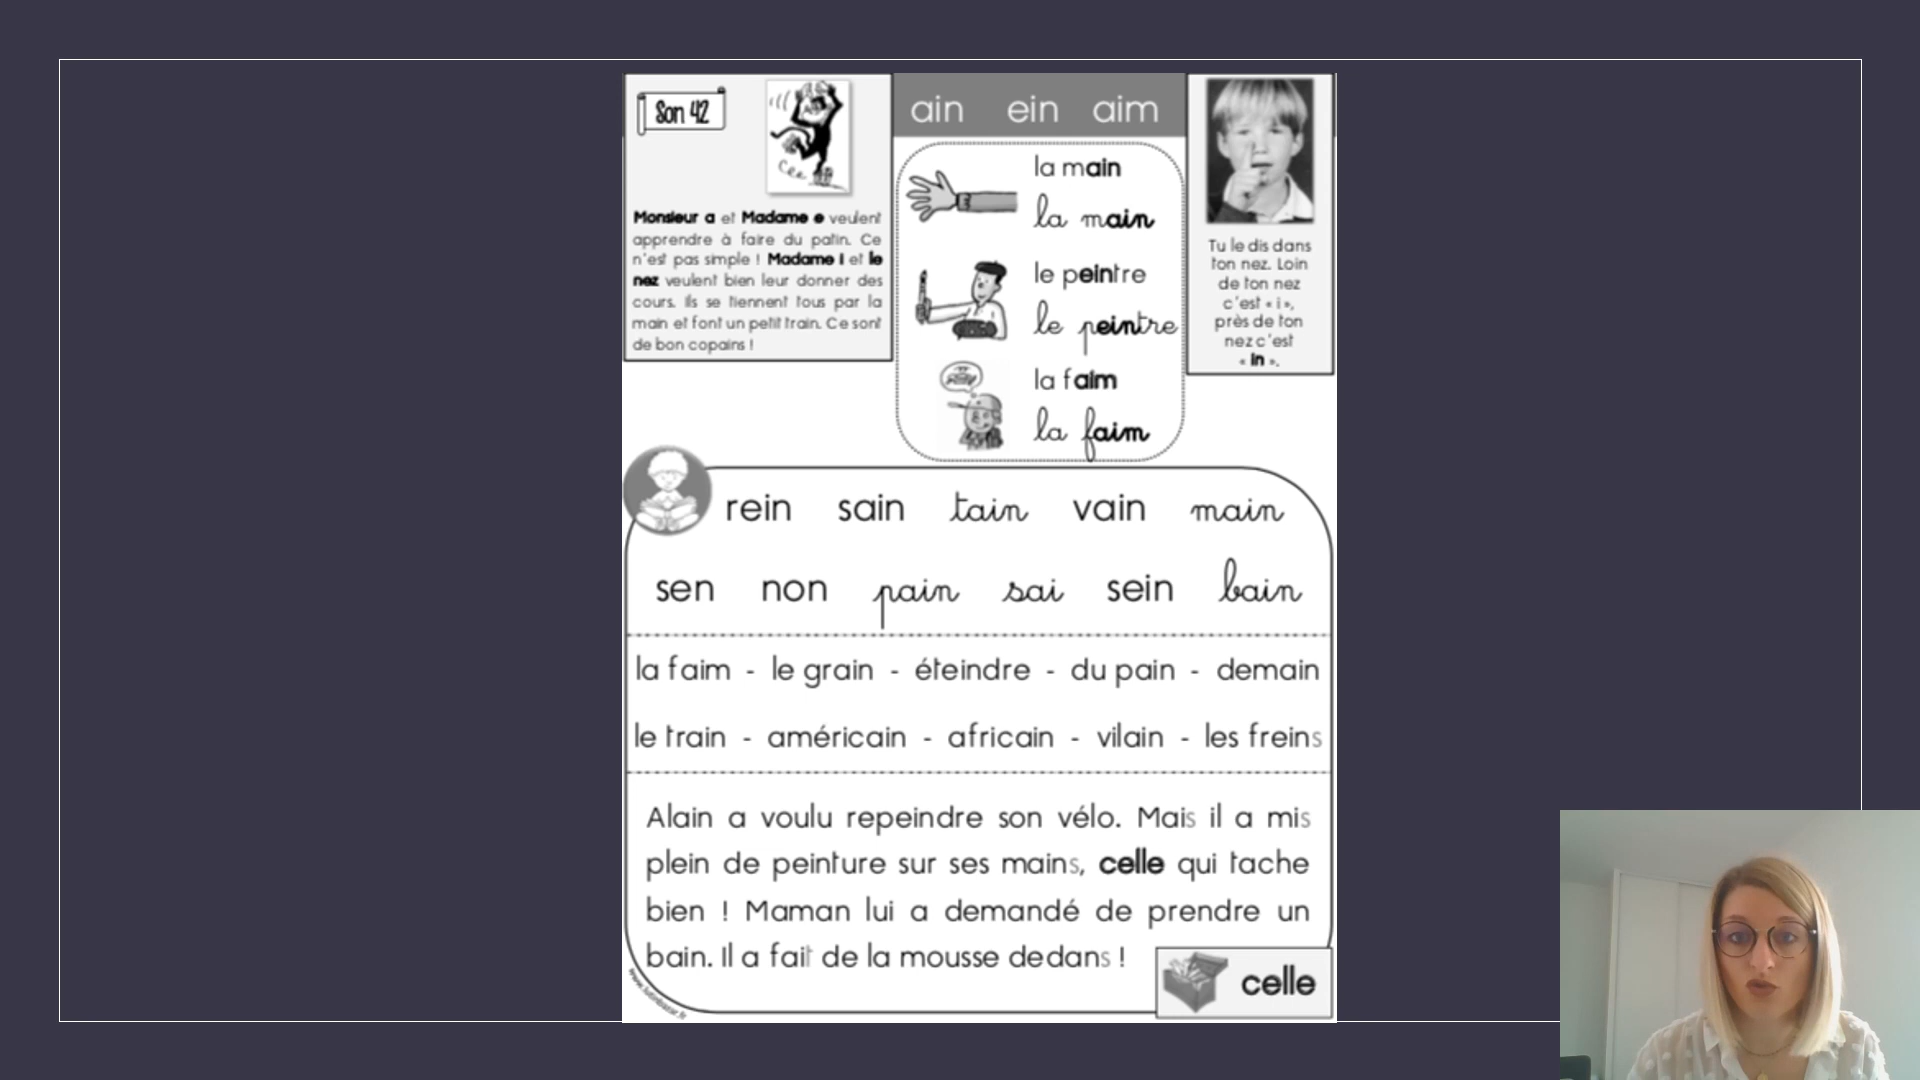 Son 42
Cee
Monsieur a et Madame e veulent
apprendre à faire du patin. Ce
n'est pas simple ! Madame i et le
nez veulent bien leur donner des
cours. Ils se tiennent tous par la
main et font un petit train. Ce sont
de bon copains !
ain ein aim
la main
la main
le peintre
le peintre
la faim
la faim
Tu le dis dans
ton nez. Loin
de ton nez
c'est « i »,
près de ton
nez c'est
« in ».
rein sain tain vain main
sen non pain sai sein bain
la faim - le grain - éteindre - du pain - demain
le train - américain - africain - vilain - les freins
Alain a voulu repeindre son vélo. Mais il a mis
plein de peinture sur ses mains, celle qui tache
bien ! Maman lui a demandé de prendre un
bain. Il a fait de la mousse dedans !
celle